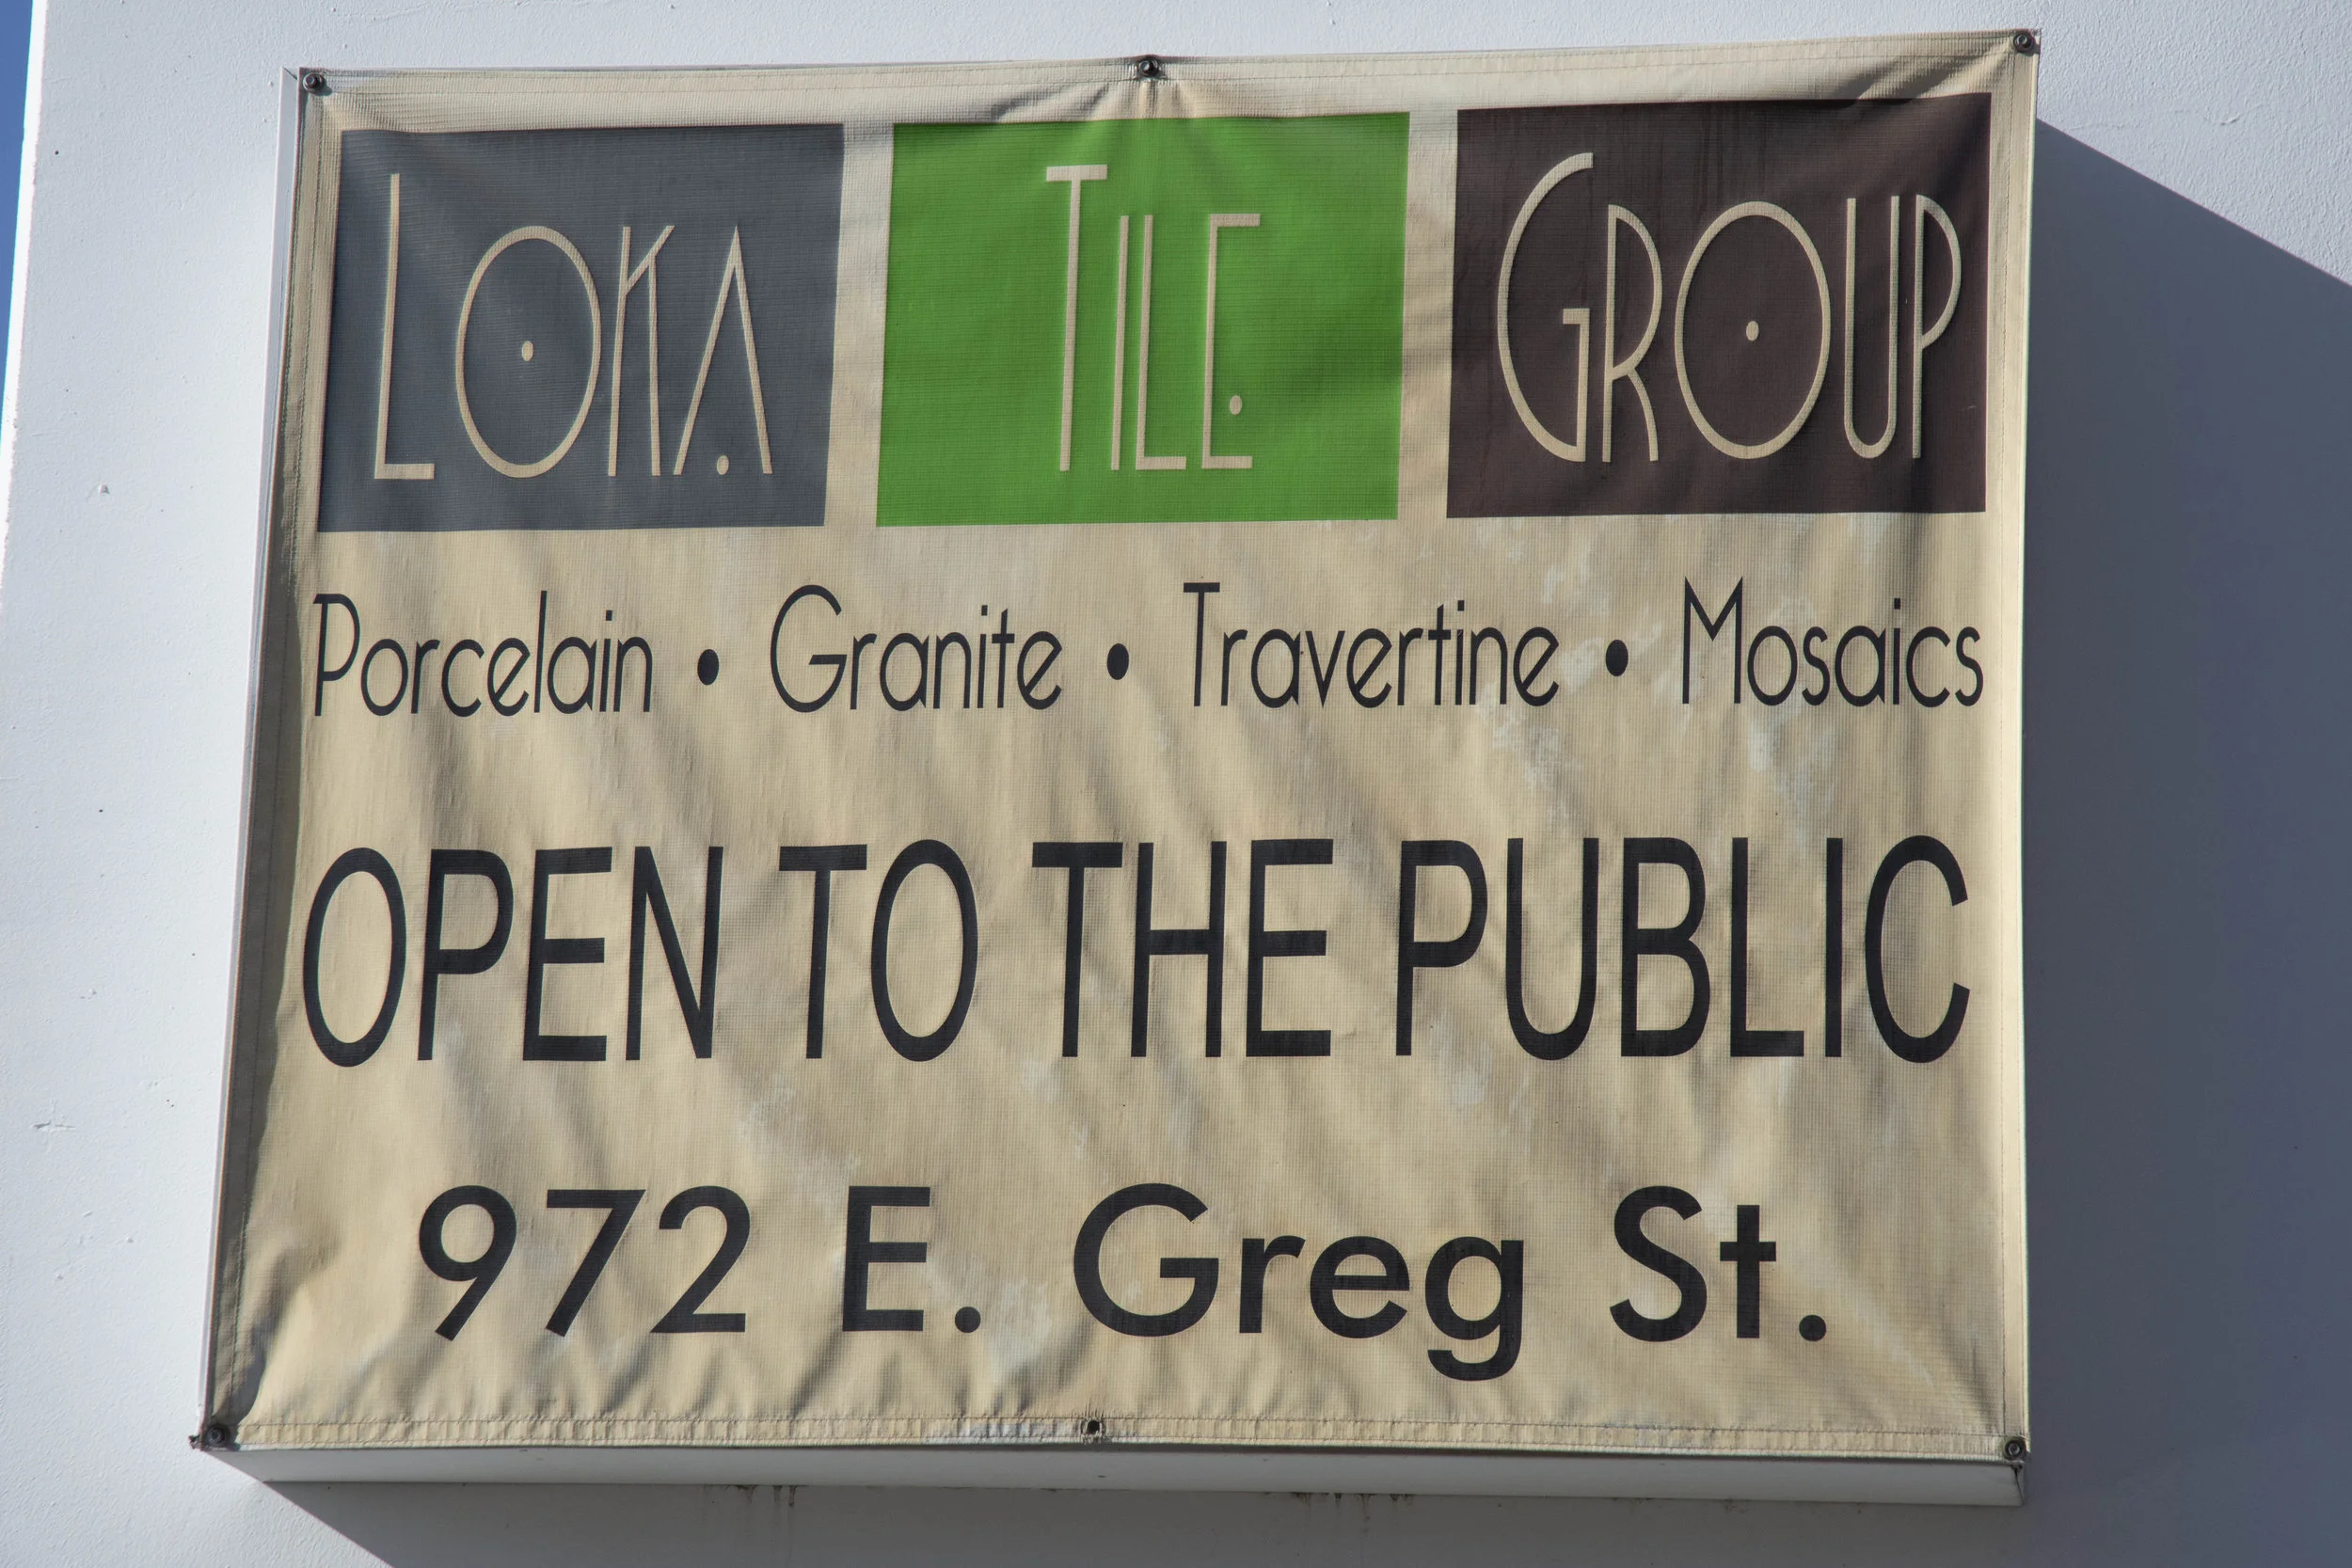 LOKA TILE GROUP
Porcelain • Granite • Travertine • Mosaics
OPEN TO THE PUBLIC
972 E. Greg St.